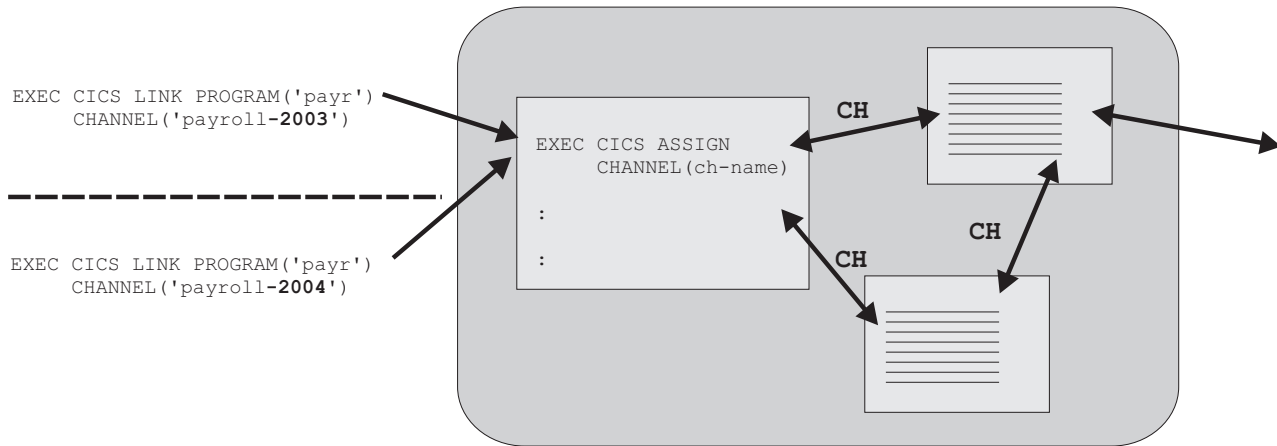 EXEC CICS LINK PROGRAM('payr')
CHANNEL('payroll-2003')
EXEC CICS LINK PROGRAM('payr')
CHANNEL('payroll-2004')
EXEC CICS ASSIGN
CHANNEL(ch-name)
:
:
CH
CH
CH